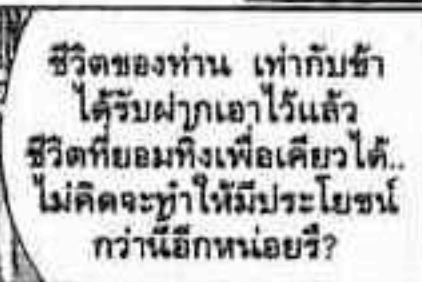 ชีวิตของท่าน เท่ากับข้า
ได้รับฝากเอาไว้แล้ว
ชีวิตที่ยอมทิ้งเพื่อเคียวได้..
ไม่คิดจะทำให้มีประโยชน์
กว่านี้อีกหน่อยรึ?